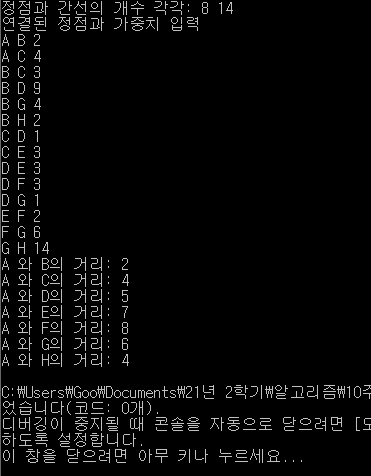 정점과 간선의 개수 각각: 8 14
연결된 정점과 가중치 입력
A B 2
A C 4
B C 3
B D 9
B G 4
B H 2
C D 1
C E 3
D E 3
D F 3
D G 1
E F 2
F G 6
G H 14
A 와 B의 거리: 2
A 와 C의 거리: 4
A 와 D의 거리: 5
A 와 E의 거리: 7
A 와 F의 거리: 8
A 와 G의 거리: 6
A 와 H의 거리: 4
C:₩Users₩Goo₩Documents₩21년 2학기₩알고리즘₩10주
었습니다(코드: 0개).
디버깅이 중지될 때 콘솔을 자동으로 닫으려면 [도
하도록 설정합니다.
이 창을 닫으려면 아무 키나 누르세요...